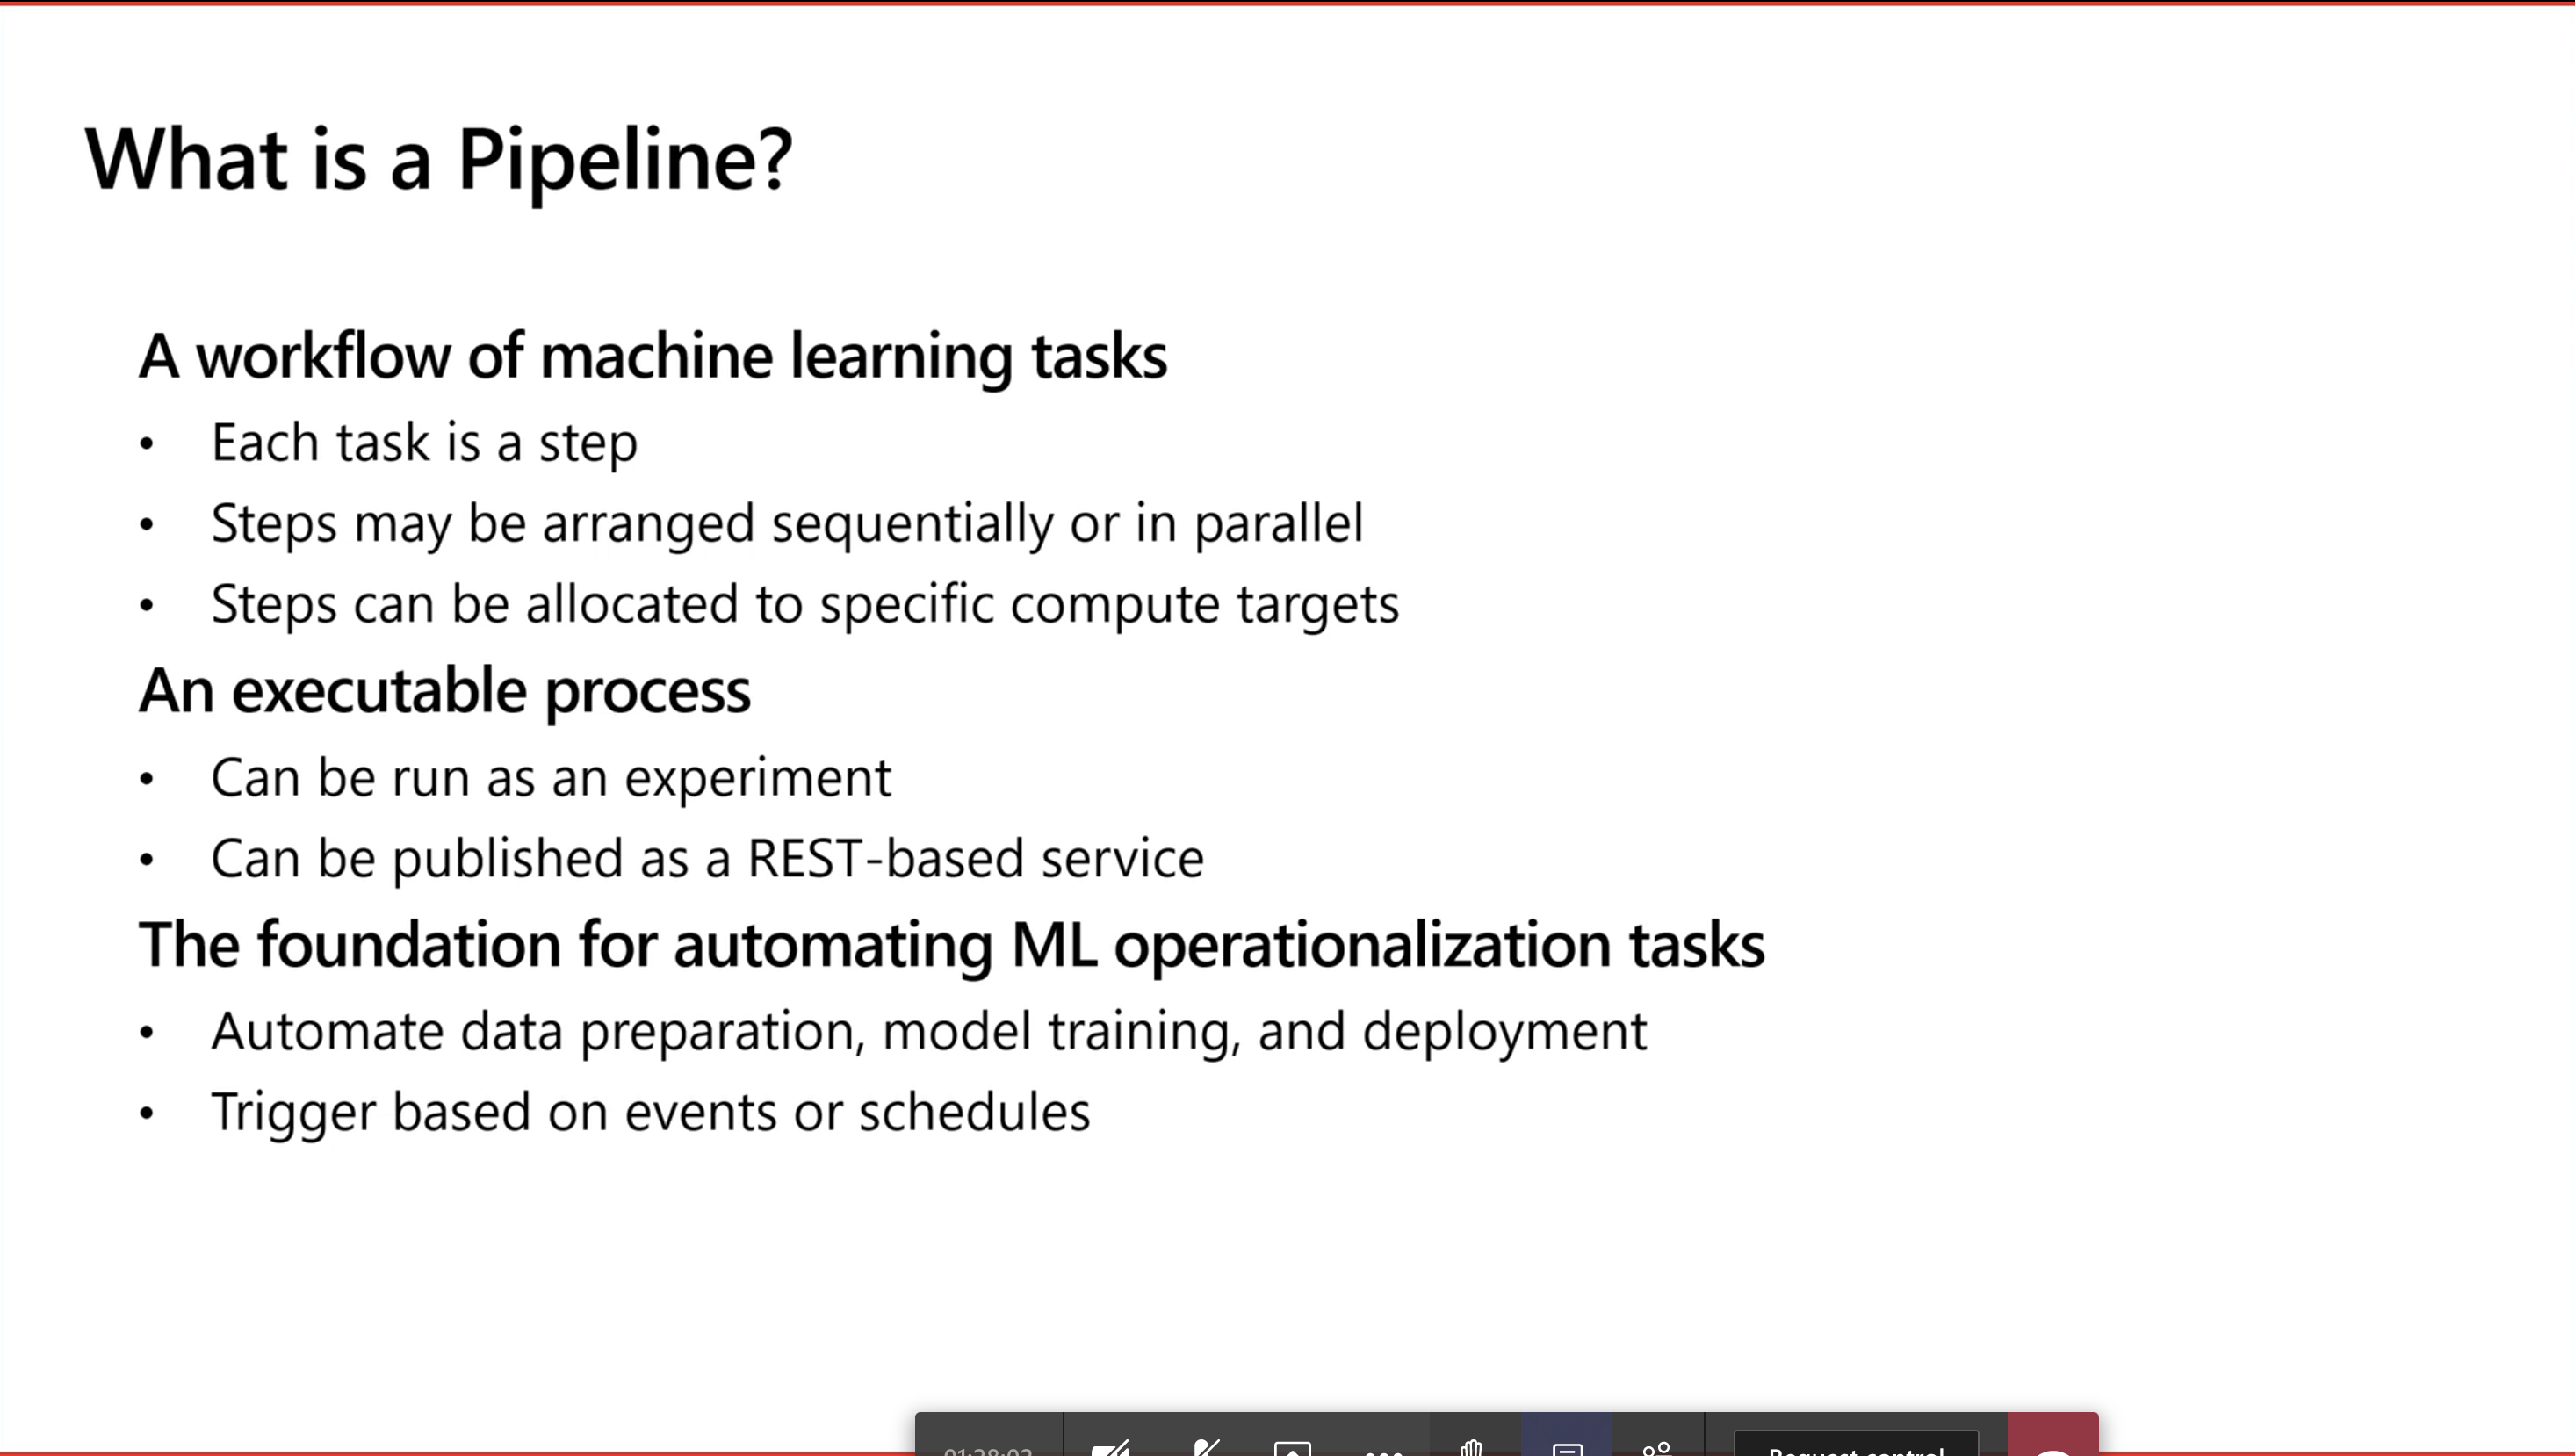 What is a Pipeline?
A workflow of machine learning tasks
• Each task is a step
• Steps may be arranged sequentially or in parallel
• Steps can be allocated to specific compute targets
An executable process
• Can be run as an experiment
• Can be published as a REST-based service
The foundation for automating ML operationalization tasks
• Automate data preparation, model training, and deployment
• Trigger based on events or schedules
Request control